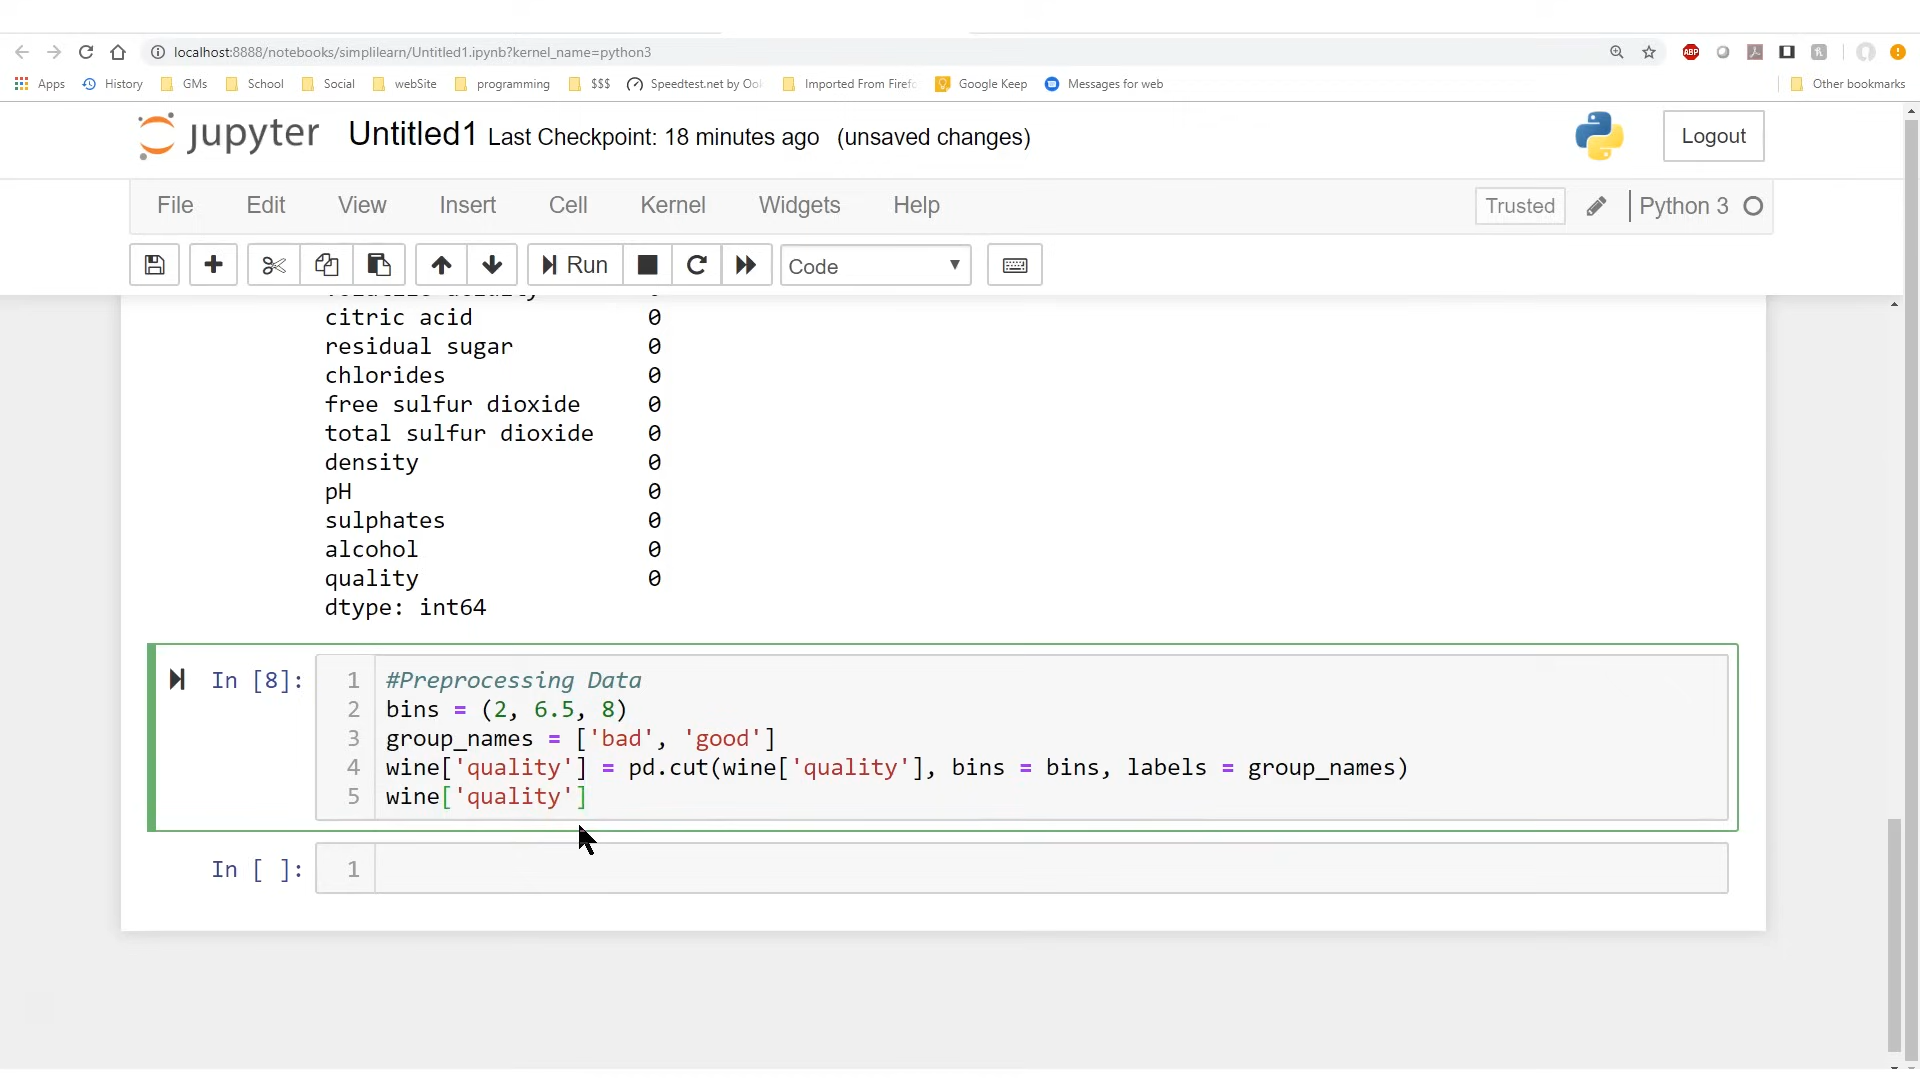 localhost:8888/notebooks/simplilearn/Untitled1.ipynb?kernel_name=python3
ABP
Apps History GMs School Social webSite programming $$$ Speedtest.net by Ool Imported From Firefo Google Keep Messages for web Other bookmarks
jupyter Untitled1 Last Checkpoint: 18 minutes ago (unsaved changes) Logout
File Edit View Insert Cell Kernel Widgets Help Trusted Python 3
Run Code
citric acid 0
residual sugar 0
chlorides 0
free sulfur dioxide 0
total sulfur dioxide 0
density 0
pH 0
sulphates 0
alcohol 0
quality 0
dtype: int64
In [8]: 1 #Preprocessing Data
2 bins = (2, 6.5, 8)
3 group_names = ['bad', 'good']
4 wine['quality'] = pd.cut(wine['quality'], bins = bins, labels = group_names)
5 wine['quality']
In [ ]: 1